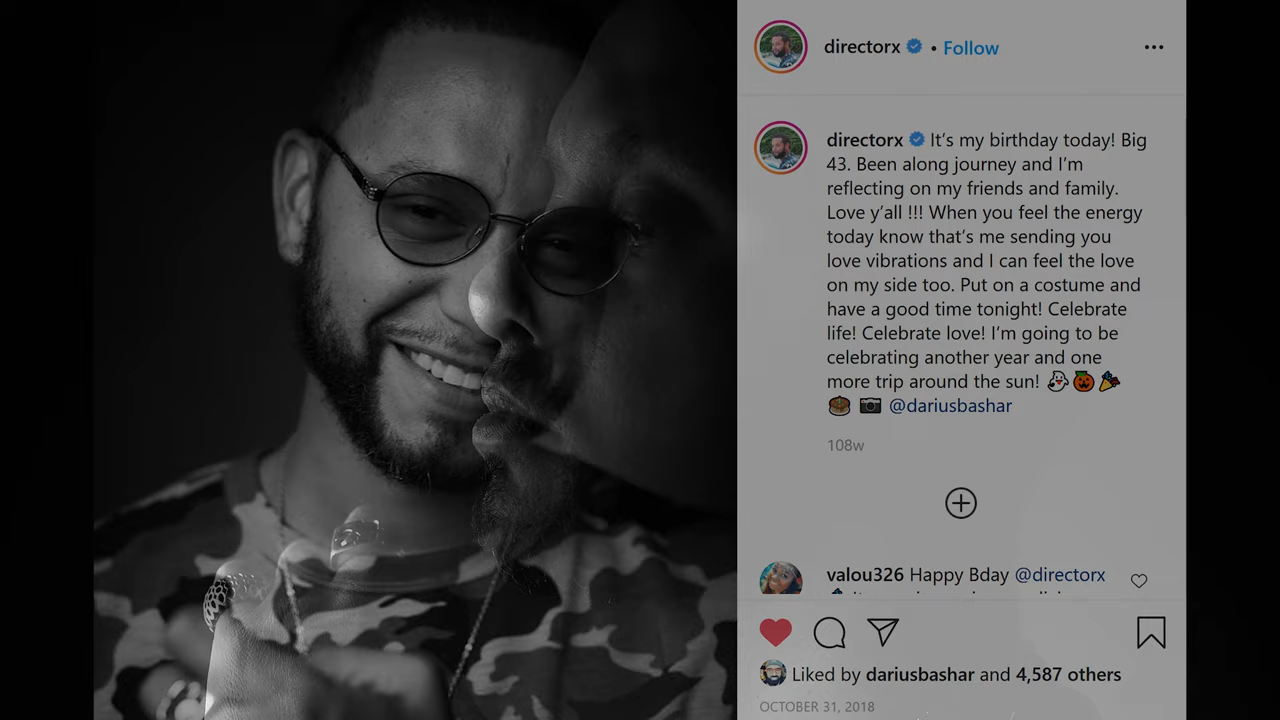 directorx • Follow
directorx It’s my birthday today! Big
43. Been along journey and I’m
reflecting on my friends and family.
Love y’all !!! When you feel the energy
today know that’s me sending you
love vibrations and I can feel the love
on my side too. Put on a costume and
have a good time tonight! Celebrate
life! Celebrate love! I’m going to be
celebrating another year and one
more trip around the sun! 👻🎃🎉
🎂 📷 @dariusbashar
108w
valou326 Happy Bday @directorx
Liked by dariusbashar and 4,587 others
OCTOBER 31, 2018